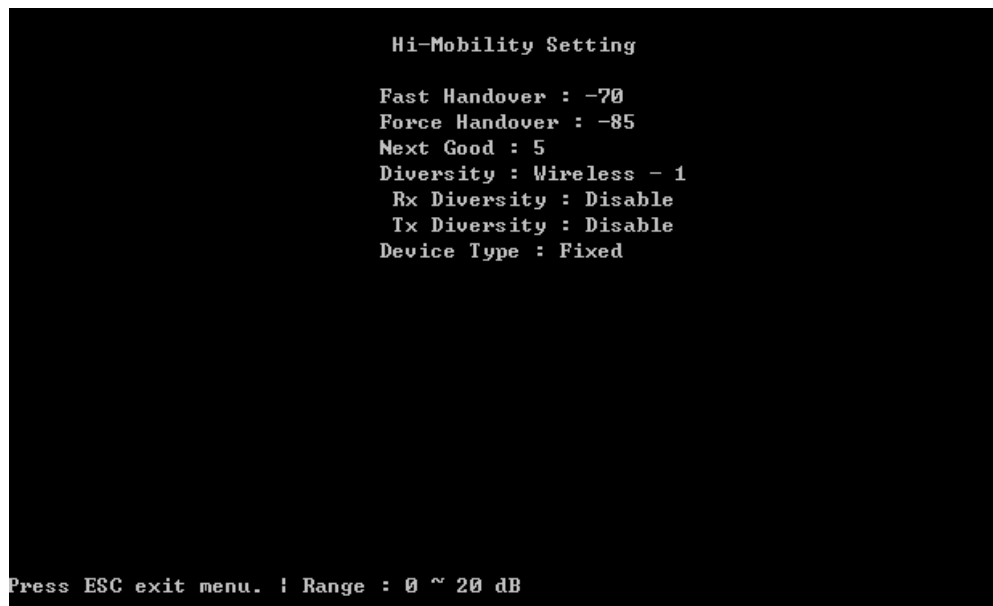 Hi-Mobility Setting
Fast Handover : -70
Force Handover : -85
Next Good : 5
Diversity : Wireless - 1
Rx Diversity : Disable
Tx Diversity : Disable
Device Type : Fixed
Press ESC exit menu. ¦ Range : 0 ~ 20 dB